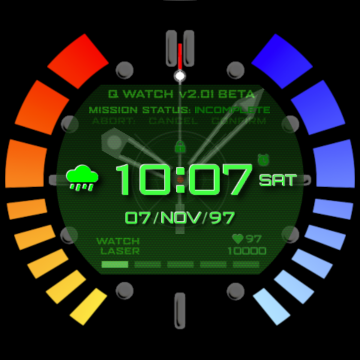 Q WATCH v2.01 BETA
MISSION STATUS: INCOMPLETE
ABORT: CANCEL CONFIRM
10:07 SAT
07/NOV/97
WATCH
LASER
97
10000